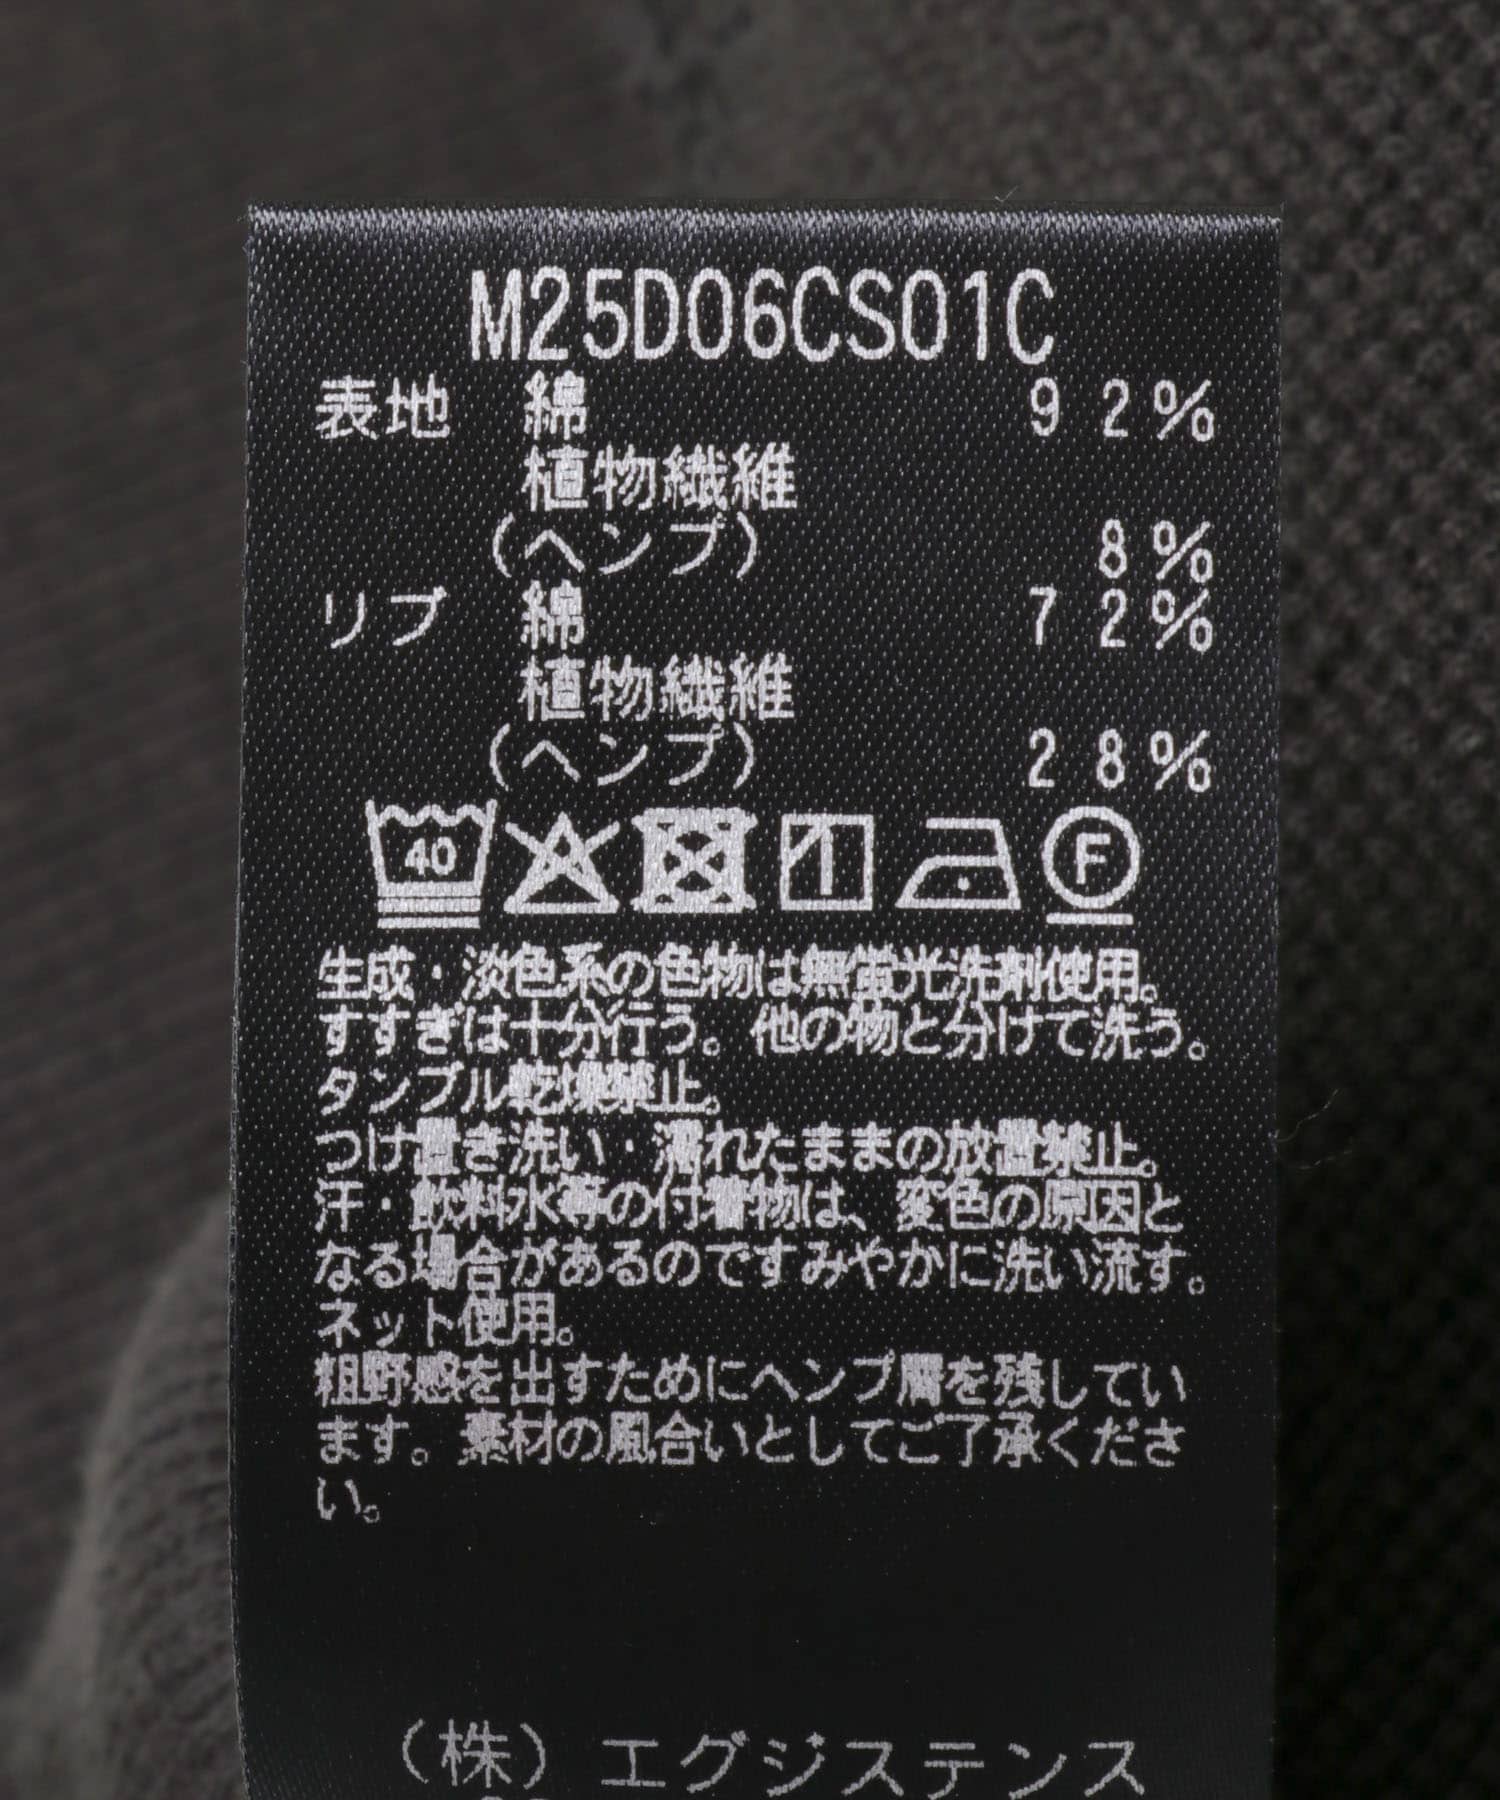 M25D06CS01C
表地 綿 92%
植物繊維
(ヘンプ) 8%
リブ 綿 72%
植物繊維
(ヘンプ) 28%
40 1 F
生成・淡色系の色物は無蛍光洗剤使用。
すすぎは十分行う。他の物と分けて洗う。
タンブル乾燥禁止。
つけ置き洗い・濡れたままの放置禁止。
汗・飲料水等の付着物は、変色の原因と
なる場合があるのですみやかに洗い流す。
ネット使用。
粗野感を出すためにヘンプ屑を残してい
ます。素材の風合いとしてご了承くださ
い。
(株)エグジステンス